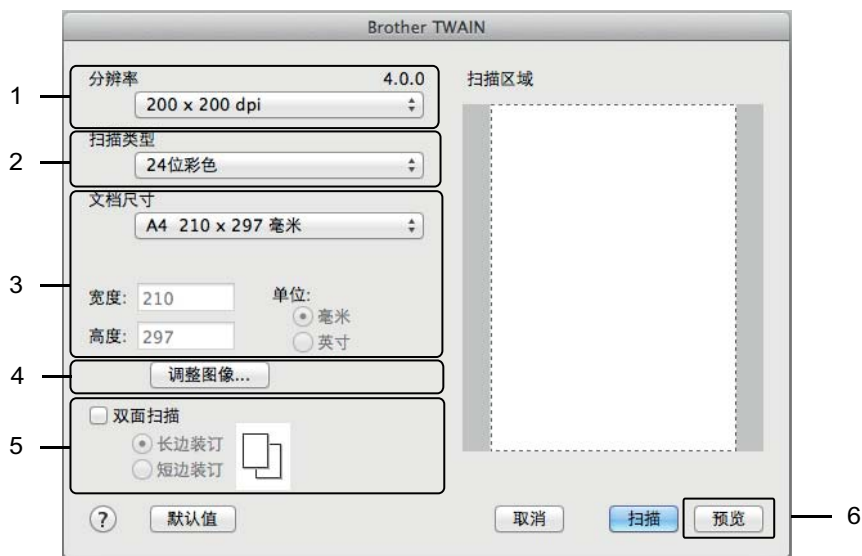 Brother TWAIN
1
分辨率 4.0.0
200 x 200 dpi
2
扫描类型
24位彩色
3
文档尺寸
A4 210 x 297 毫米
宽度: 210
高度: 297
单位:
毫米
英寸
4
调整图像...
5
双面扫描
长边装订
短边装订
扫描区域
?
默认值
取消
扫描
预览
6